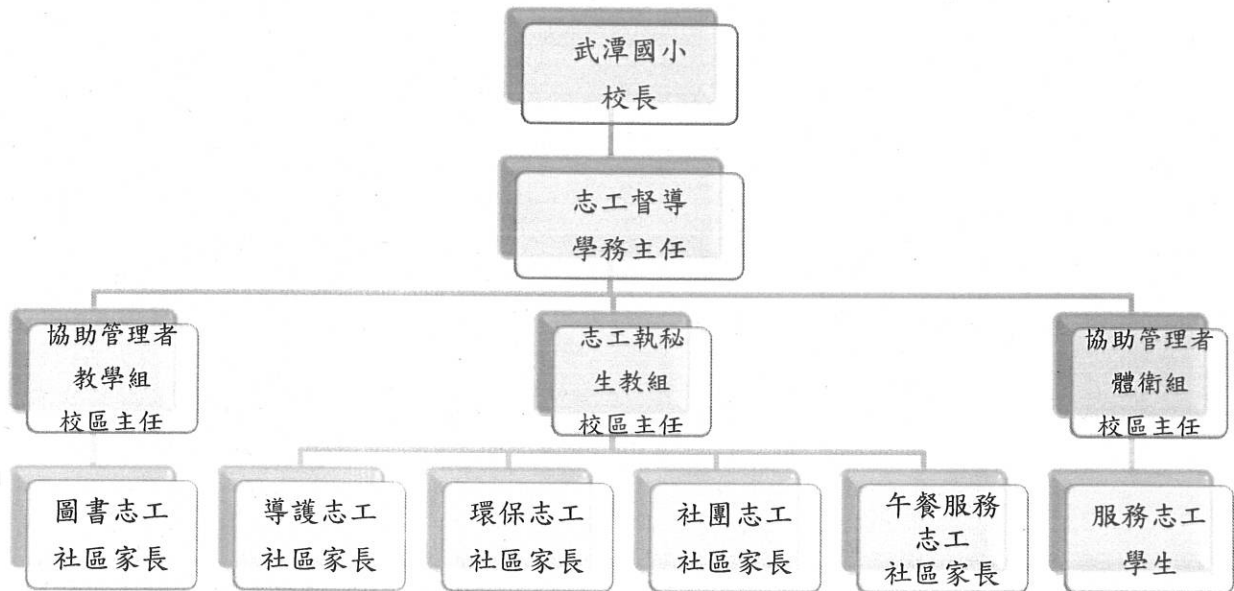 武潭國小
校長
志工督導
學務主任
協助管理者
教學組
校區主任
志工執秘
生教組
校區主任
協助管理者
體衛組
校區主任
圖書志工
社區家長
導護志工
社區家長
環保志工
社區家長
社團志工
社區家長
午餐服務
志工
社區家長
服務志工
學生